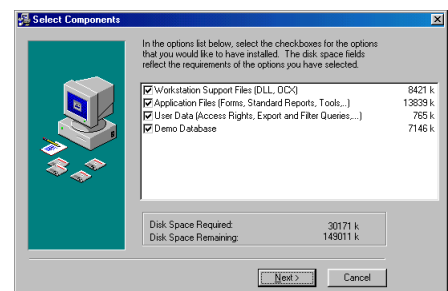 Select Components
In the options list below, select the checkboxes for the options
that you would like to have installed. The disk space fields
reflect the requirements of the options you have selected.
Workstation Support Files (DLL, OCX) 8421 k
Application Files (Forms, Standard Reports, Tools,..) 13839 k
User Data (Access Rights, Export and Filter Queries,...) 765 k
Demo Database 7146 k
Disk Space Required: 30171 k
Disk Space Remaining: 149011 k
Next > Cancel